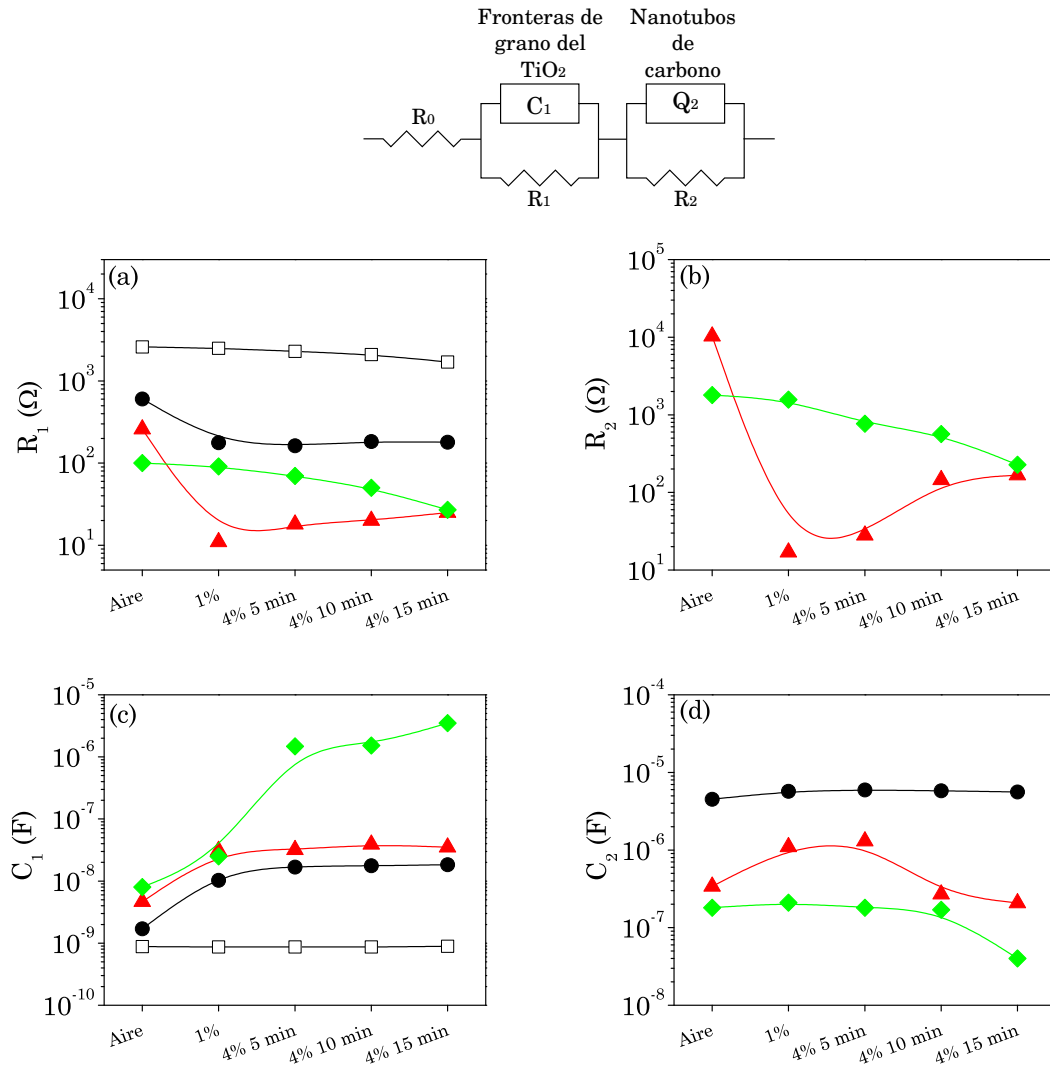 Fronteras de
grano del
TiO₂
Nanotubos
de
carbono
R₀
C₁
R₁
Q₂
R₂
(a)
R₁ (Ω)
10⁴
10³
10²
10¹
Aire
1%
4% 5 min
4% 10 min
4% 15 min
(b)
R₂ (Ω)
10⁵
10⁴
10³
10²
10¹
Aire
1%
4% 5 min
4% 10 min
4% 15 min
(c)
C₁ (F)
10⁻⁵
10⁻⁶
10⁻⁷
10⁻⁸
10⁻⁹
10⁻¹⁰
Aire
1%
4% 5 min
4% 10 min
4% 15 min
(d)
C₂ (F)
10⁻⁴
10⁻⁵
10⁻⁶
10⁻⁷
10⁻⁸
Aire
1%
4% 5 min
4% 10 min
4% 15 min